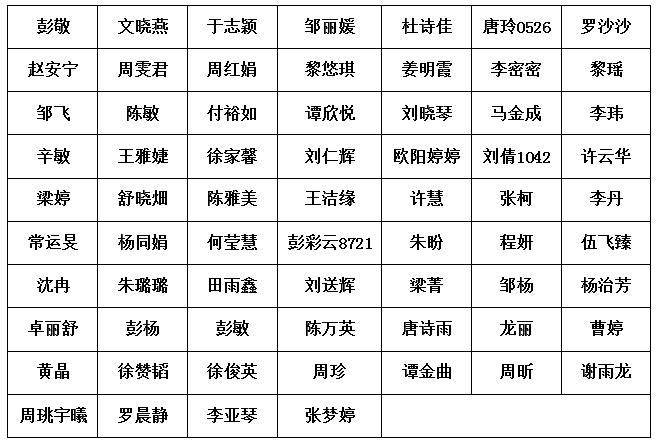 彭敬 文晓燕 于志颖 邹丽媛 杜诗佳 唐玲0526 罗沙沙
赵安宁 周雯君 周红娟 黎悠琪 姜明霞 李密密 黎瑶
邹飞 陈敏 付裕如 谭欣悦 刘晓琴 马金成 李玮
辛敏 王雅婕 徐家馨 刘仁辉 欧阳婷婷 刘倩1042 许云华
梁婷 舒晓畑 陈雅美 王洁缘 许慧 张柯 李丹
常运旻 杨同娟 何莹慧 彭彩云8721 朱盼 程妍 伍飞臻
沈冉 朱璐璐 田雨鑫 刘送辉 梁菁 邹杨 杨治芳
卓丽舒 彭杨 彭敏 陈万英 唐诗雨 龙丽 曹婷
黄晶 徐赞韬 徐俊英 周珍 谭金曲 周昕 谢雨龙
周珧宇曦 罗晨静 李亚琴 张梦婷